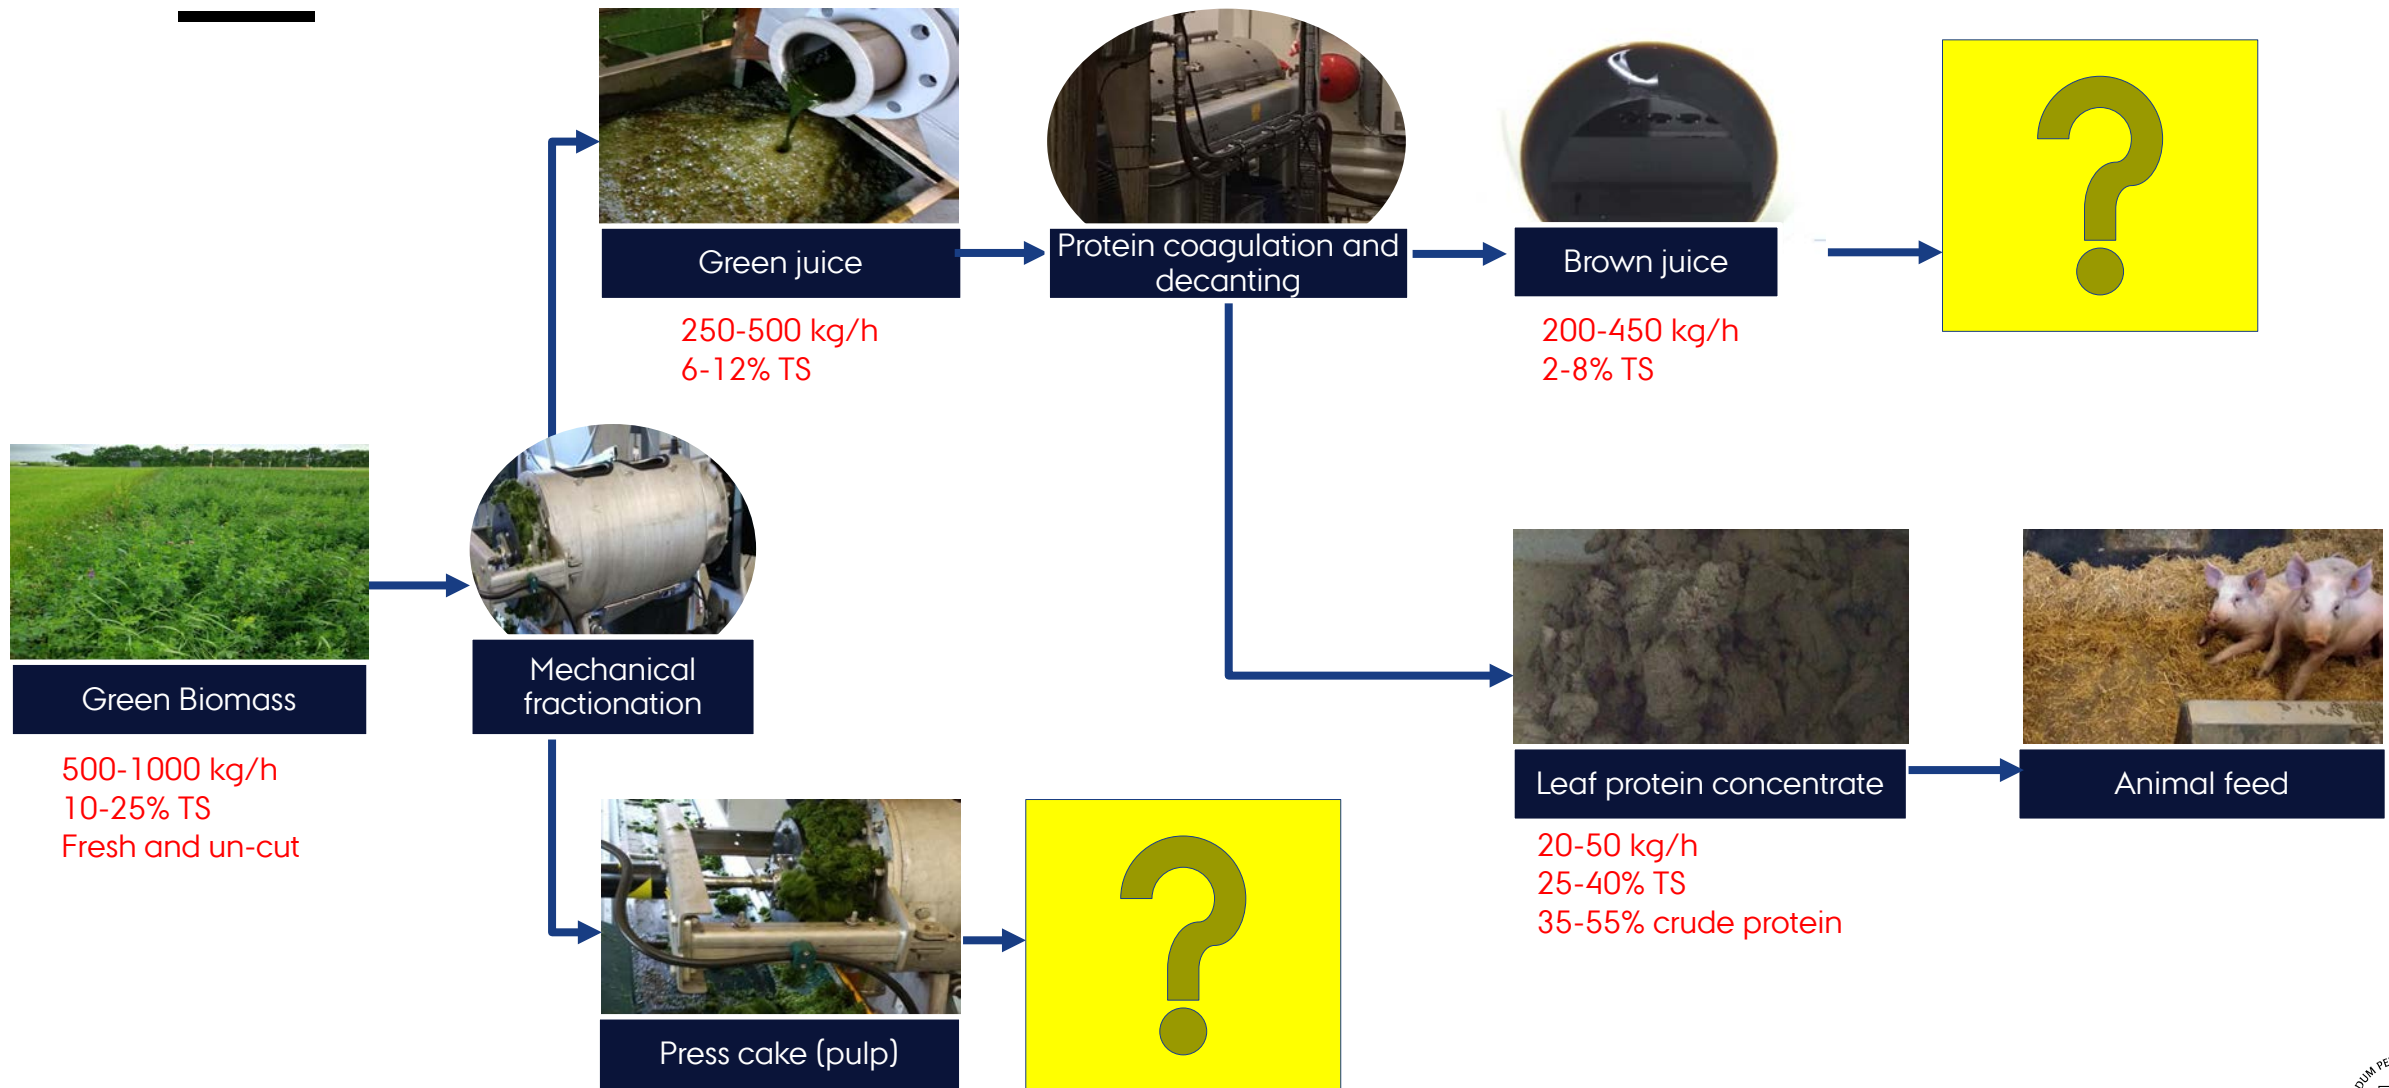 Green juice
250-500 kg/h
6-12% TS
Protein coagulation and
decanting
Brown juice
200-450 kg/h
2-8% TS
?
Green Biomass
500-1000 kg/h
10-25% TS
Fresh and un-cut
Mechanical
fractionation
Press cake (pulp)
?
Leaf protein concentrate
20-50 kg/h
25-40% TS
35-55% crude protein
Animal feed